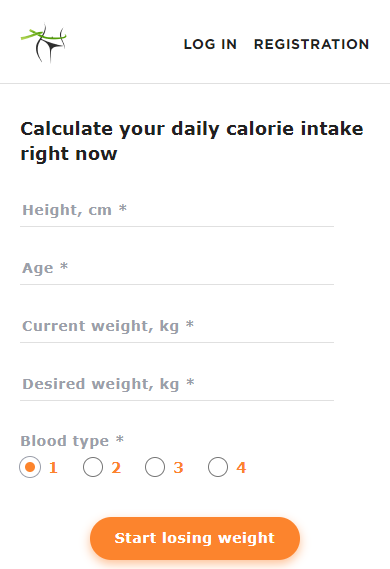 LOG IN REGISTRATION
Calculate your daily calorie intake
right now
Height, cm *
Age *
Current weight, kg *
Desired weight, kg *
Blood type *
1 2 3 4
Start losing weight